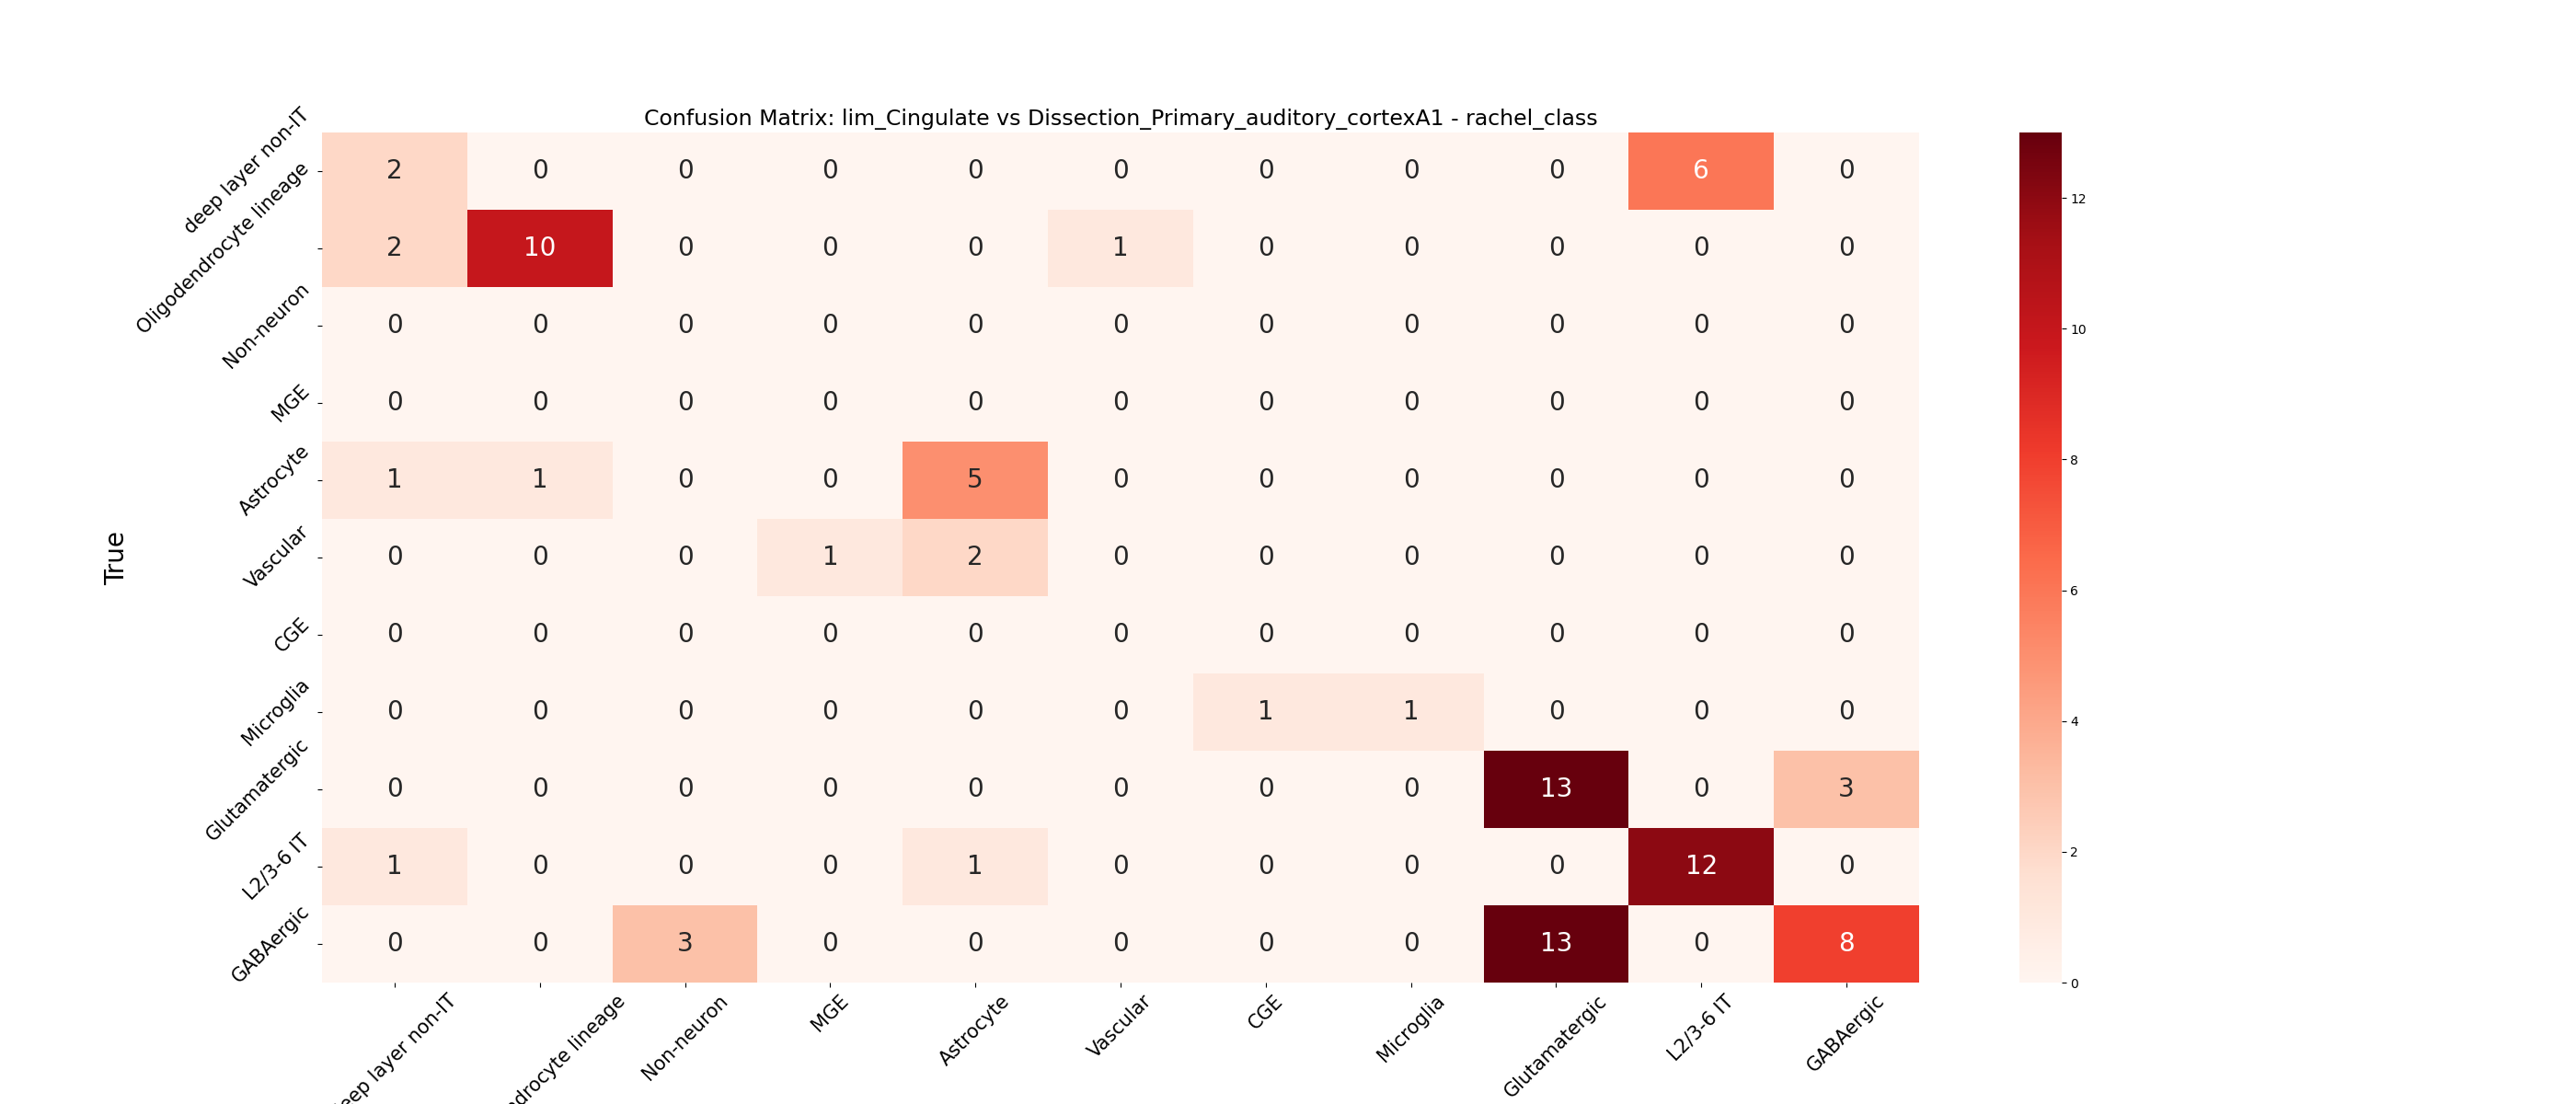 Confusion Matrix: lim_Cingulate vs Dissection_Primary_auditory_cortexA1 - rachel_class
deep layer non-IT 2 0 0 0 0 0 0 0 0 6 0
Oligodendrocyte lineage 2 10 0 0 0 1 0 0 0 0 0
Non-neuron 0 0 0 0 0 0 0 0 0 0 0
MGE 0 0 0 0 0 0 0 0 0 0 0
Astrocyte 1 1 0 0 5 0 0 0 0 0 0
Vascular 0 0 0 1 2 0 0 0 0 0 0
CGE 0 0 0 0 0 0 0 0 0 0 0
Microglia 0 0 0 0 0 0 0 1 1 0 0 0
Glutamatergic 0 0 0 0 0 0 0 0 13 0 3
L2/3-6 IT 1 0 0 0 1 0 0 0 0 12 0
GABAergic 0 0 3 0 0 0 0 0 13 0 8
True
eep layer non-IT
ndrocyte lineage
Non-neuron
MGE
Astrocyte
Vascular
CGE
Microglia
Glutamatergic
L2/3-6 IT
GABAergic
12
10
8
6
4
2
0